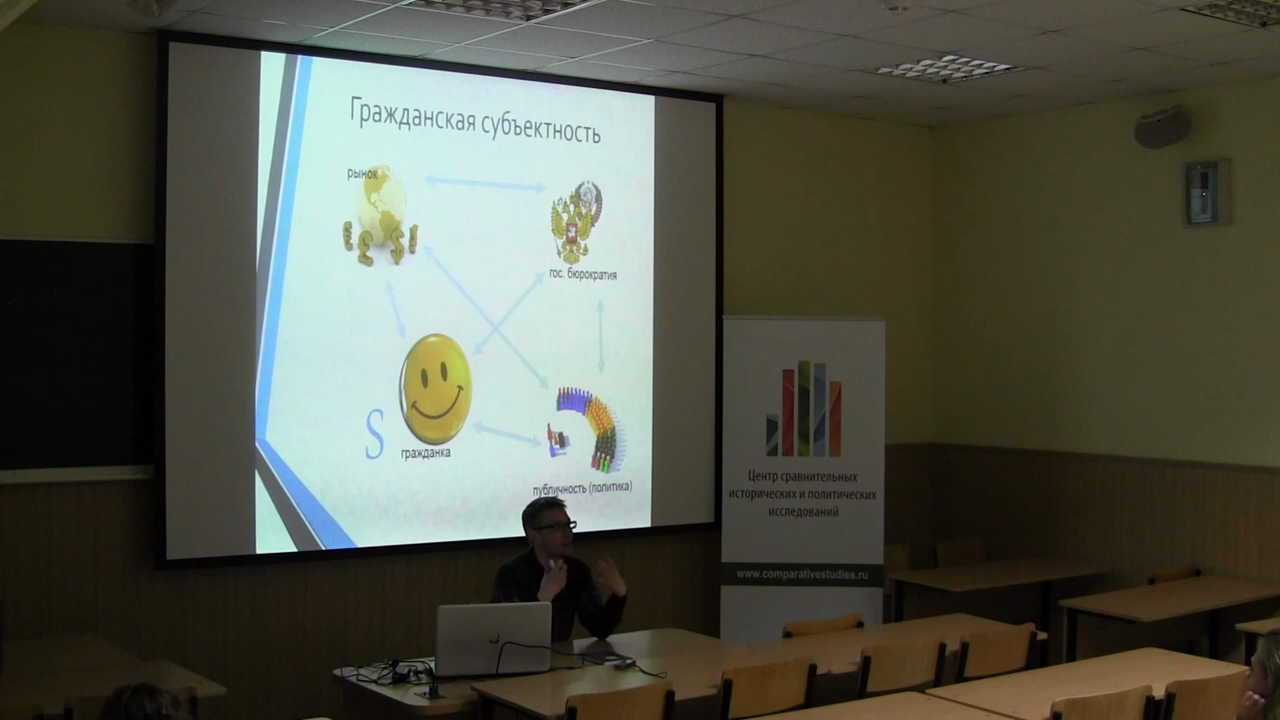 Гражданская субъектность
рынок
гос. бюрократия
S
гражданка
публичность (политика)
Центр сравнительных
исторических и политических
исследований
www.comparativestudies.ru